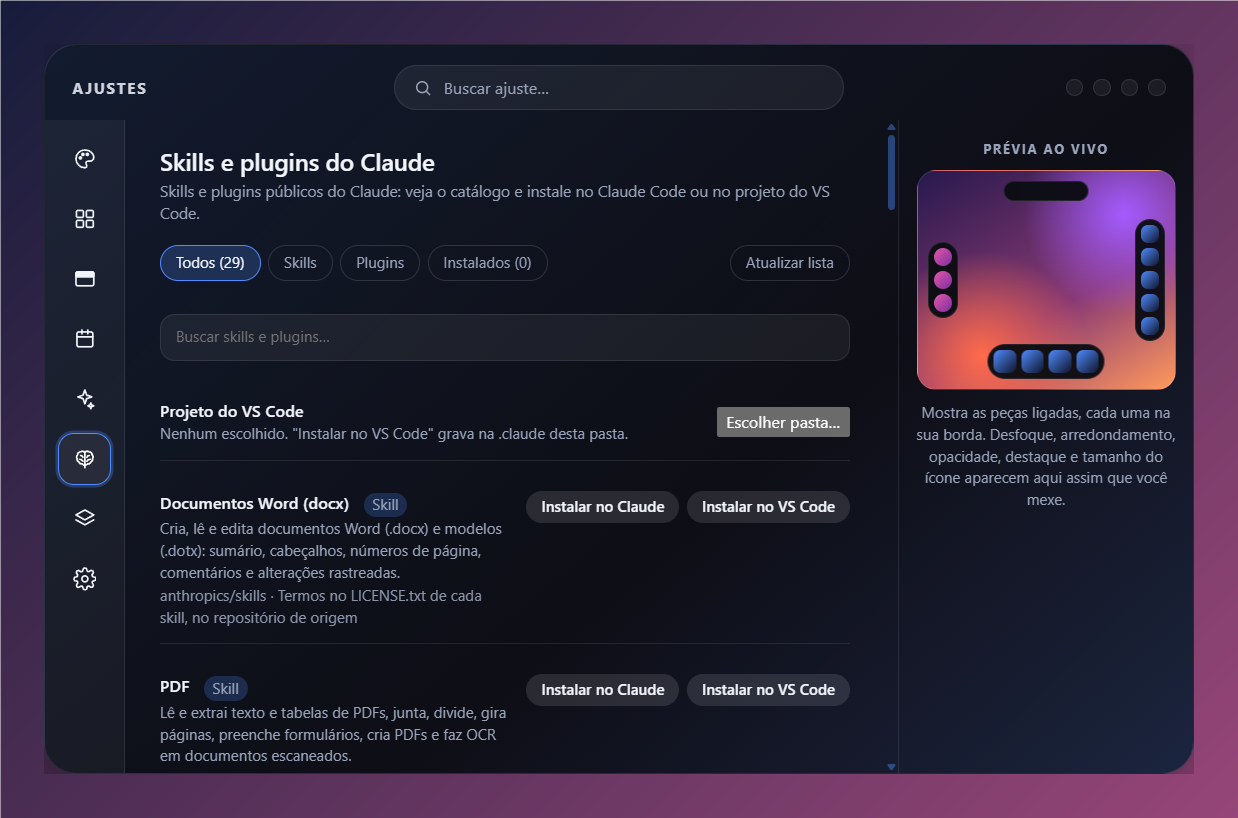 AJUSTES
Buscar ajuste...
Skills e plugins do Claude
Skills e plugins públicos do Claude: veja o catálogo e instale no Claude Code ou no projeto do VS
Code.
Todos (29)
Skills
Plugins
Instalados (0)
Atualizar lista
Buscar skills e plugins...
Projeto do VS Code
Nenhum escolhido. "Instalar no VS Code" grava na .claude desta pasta.
Escolher pasta...
Documentos Word (docx)
Skill
Instalar no Claude
Instalar no VS Code
Cria, lê e edita documentos Word (.docx) e modelos
(.dotx): sumário, cabeçalhos, números de página,
comentários e alterações rastreadas.
anthropics/skills · Termos no LICENSE.txt de cada
skill, no repositório de origem
PDF
Skill
Instalar no Claude
Instalar no VS Code
Lê e extrai texto e tabelas de PDFs, junta, divide, gira
páginas, preenche formulários, cria PDFs e faz OCR
em documentos escaneados.
PRÉVIA AO VIVO
Mostra as peças ligadas, cada uma na
sua borda. Desfoque, arredondamento,
opacidade, destaque e tamanho do
ícone aparecem aqui assim que você
mexe.